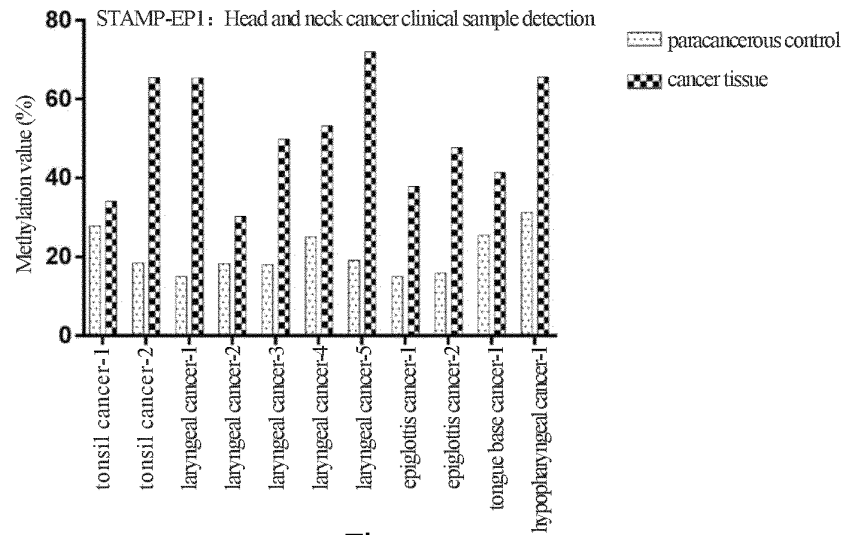 STAMP-EP1: Head and neck cancer clinical sample detection
paracancerous control
cancer tissue
Methylation value (%)
80
60
40
20
0
tonsil cancer-1
tonsil cancer-2
laryngeal cancer-1
laryngeal cancer-2
laryngeal cancer-3
laryngeal cancer-4
laryngeal cancer-5
epiglottis cancer-1
epiglottis cancer-2
tongue base cancer-1
hypopharyngeal cancer-1